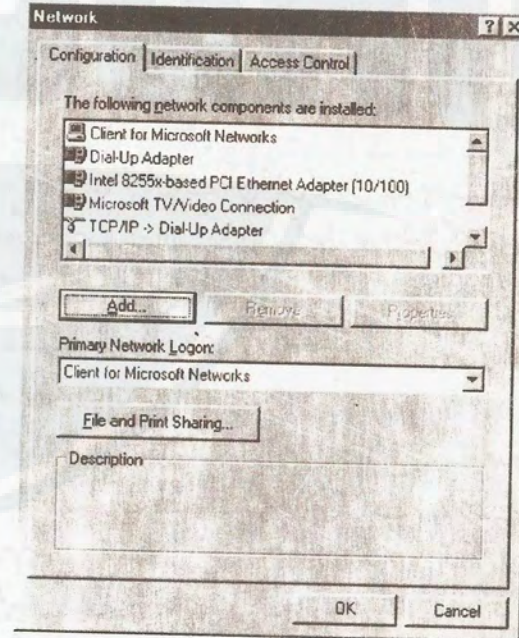 Network
Configuration Identification Access Control
The following network components are installed:
Client for Microsoft Networks
Dial-Up Adapter
Intel 8255x-based PCI Ethernet Adapter (10/100)
Microsoft TV/Video Connection
TCP/IP -> Dial-Up Adapter
Add... Remove Properties
Primary Network Logon:
Client for Microsoft Networks
File and Print Sharing...
Description
OK Cancel